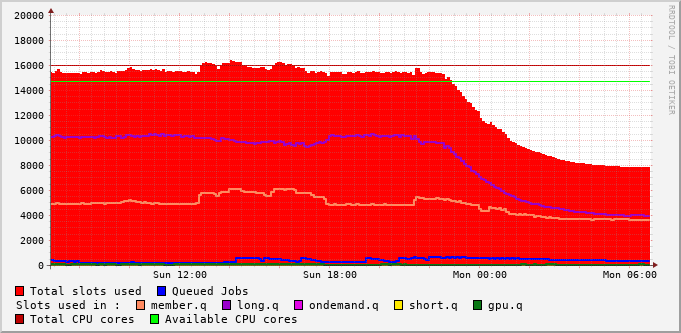 20000
18000
16000
14000
12000
10000
8000
6000
4000
2000
0
Sun 12:00 Sun 18:00 Mon 00:00 Mon 06:00
RRDTOOL / TOBI OETIKER
Total slots used Queued Jobs
Slots used in : member.q long.q ondemand.q short.q gpu.q
Total CPU cores Available CPU cores